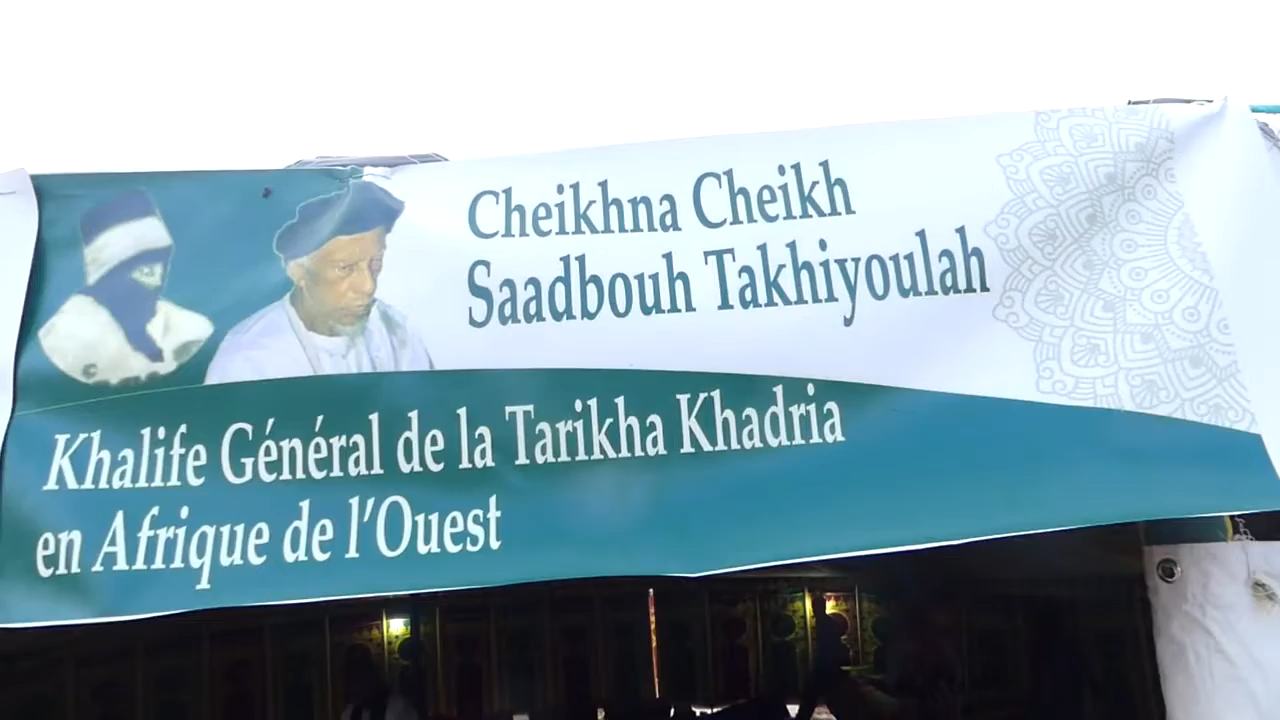 Cheikhna Cheikh
Saadbouh Takhiyoulah
Khalife Général de la Tarikha Khadria
en Afrique de l'Ouest